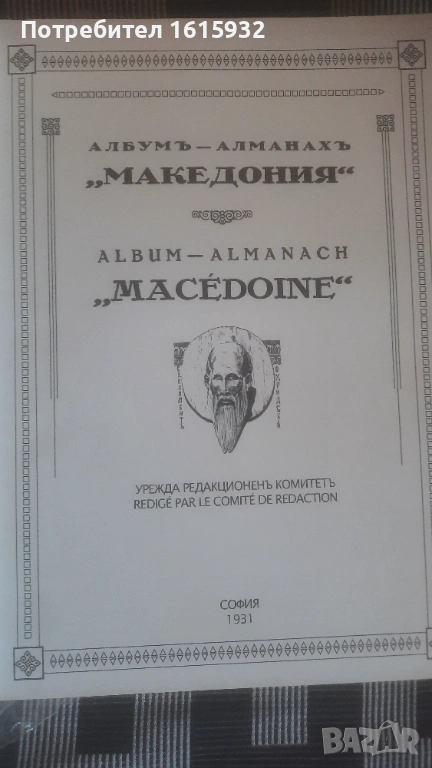 Потребител 1615932
АЛБУМЪ — АЛМАНАХЪ
„МАКЕДОНИЯ“
ALBUM — ALMANACH
„MACÉDOINE“
УРЕЖДА РЕДАКЦИОНЕНЪ КОМИТЕТЪ
REDIGÉ PAR LE COMITÉ DE REDACTION
СОФИЯ
1931
BAZAR